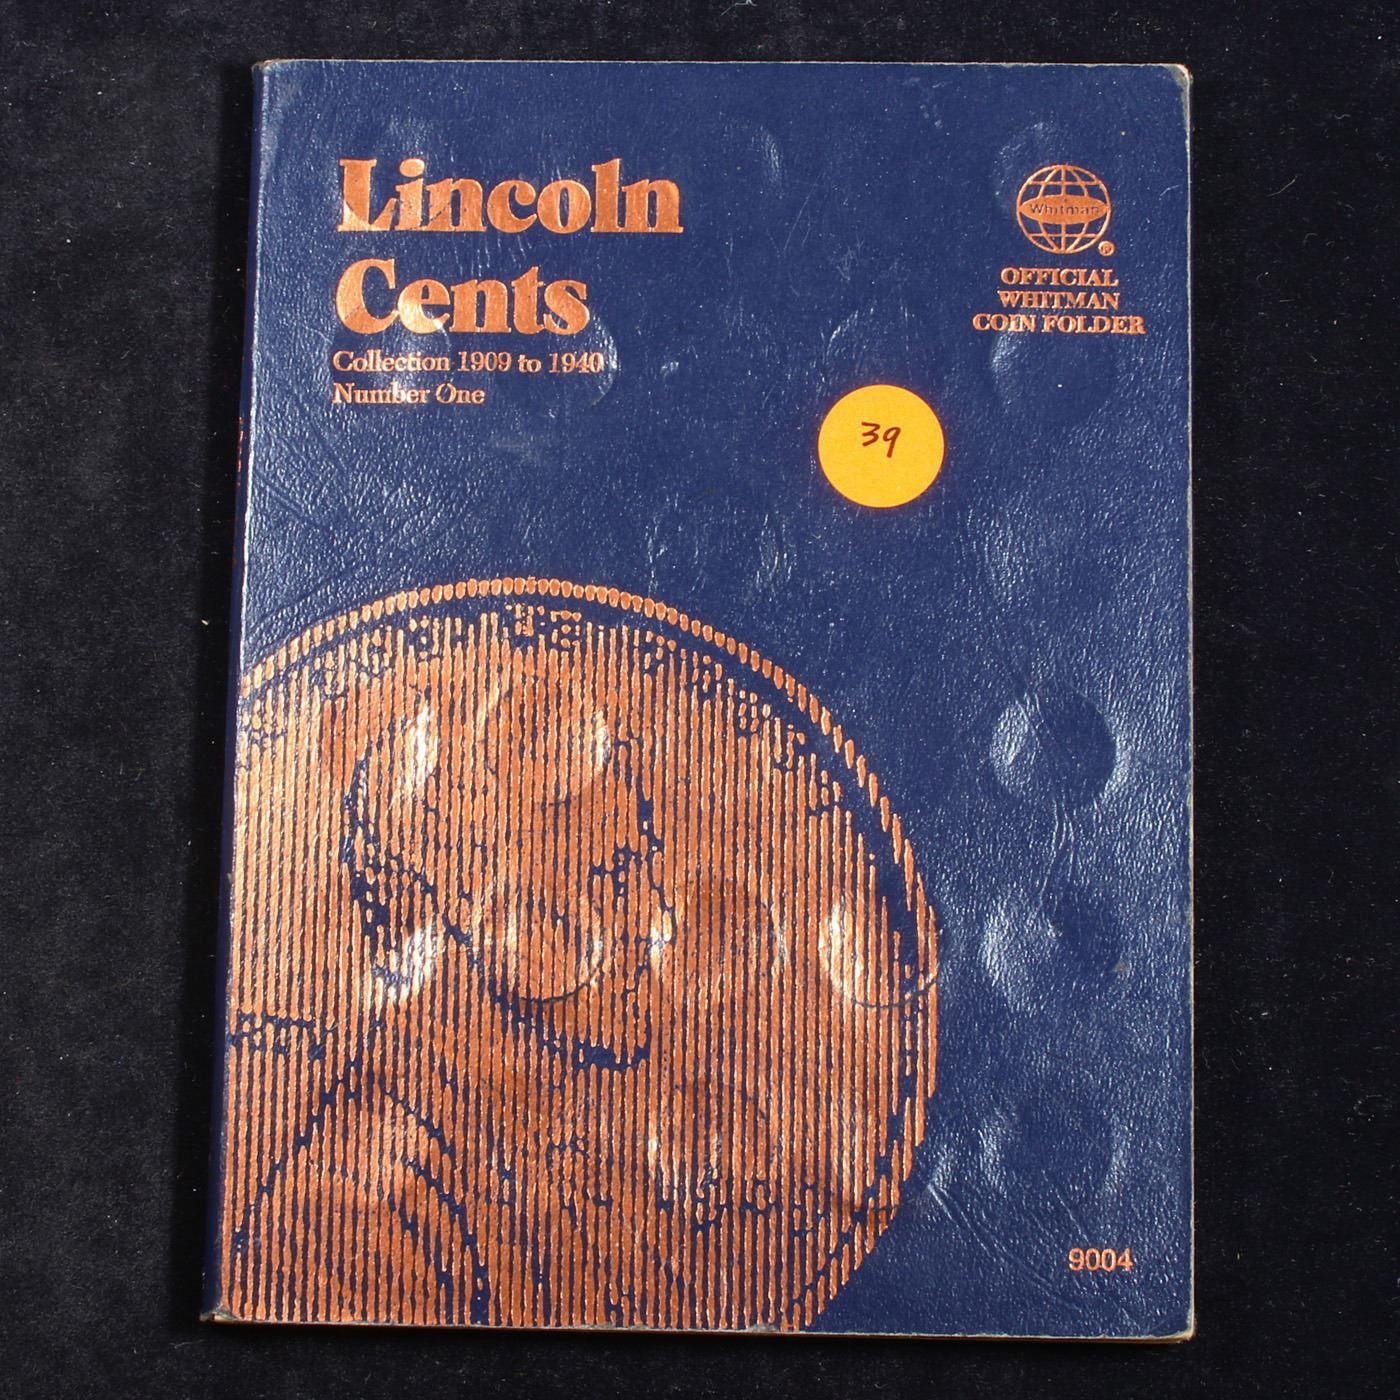 Lincoln
Cents
Collection 1909 to 1940
Number One
Whitman
®
OFFICIAL
WHITMAN
COIN FOLDER
39
9004